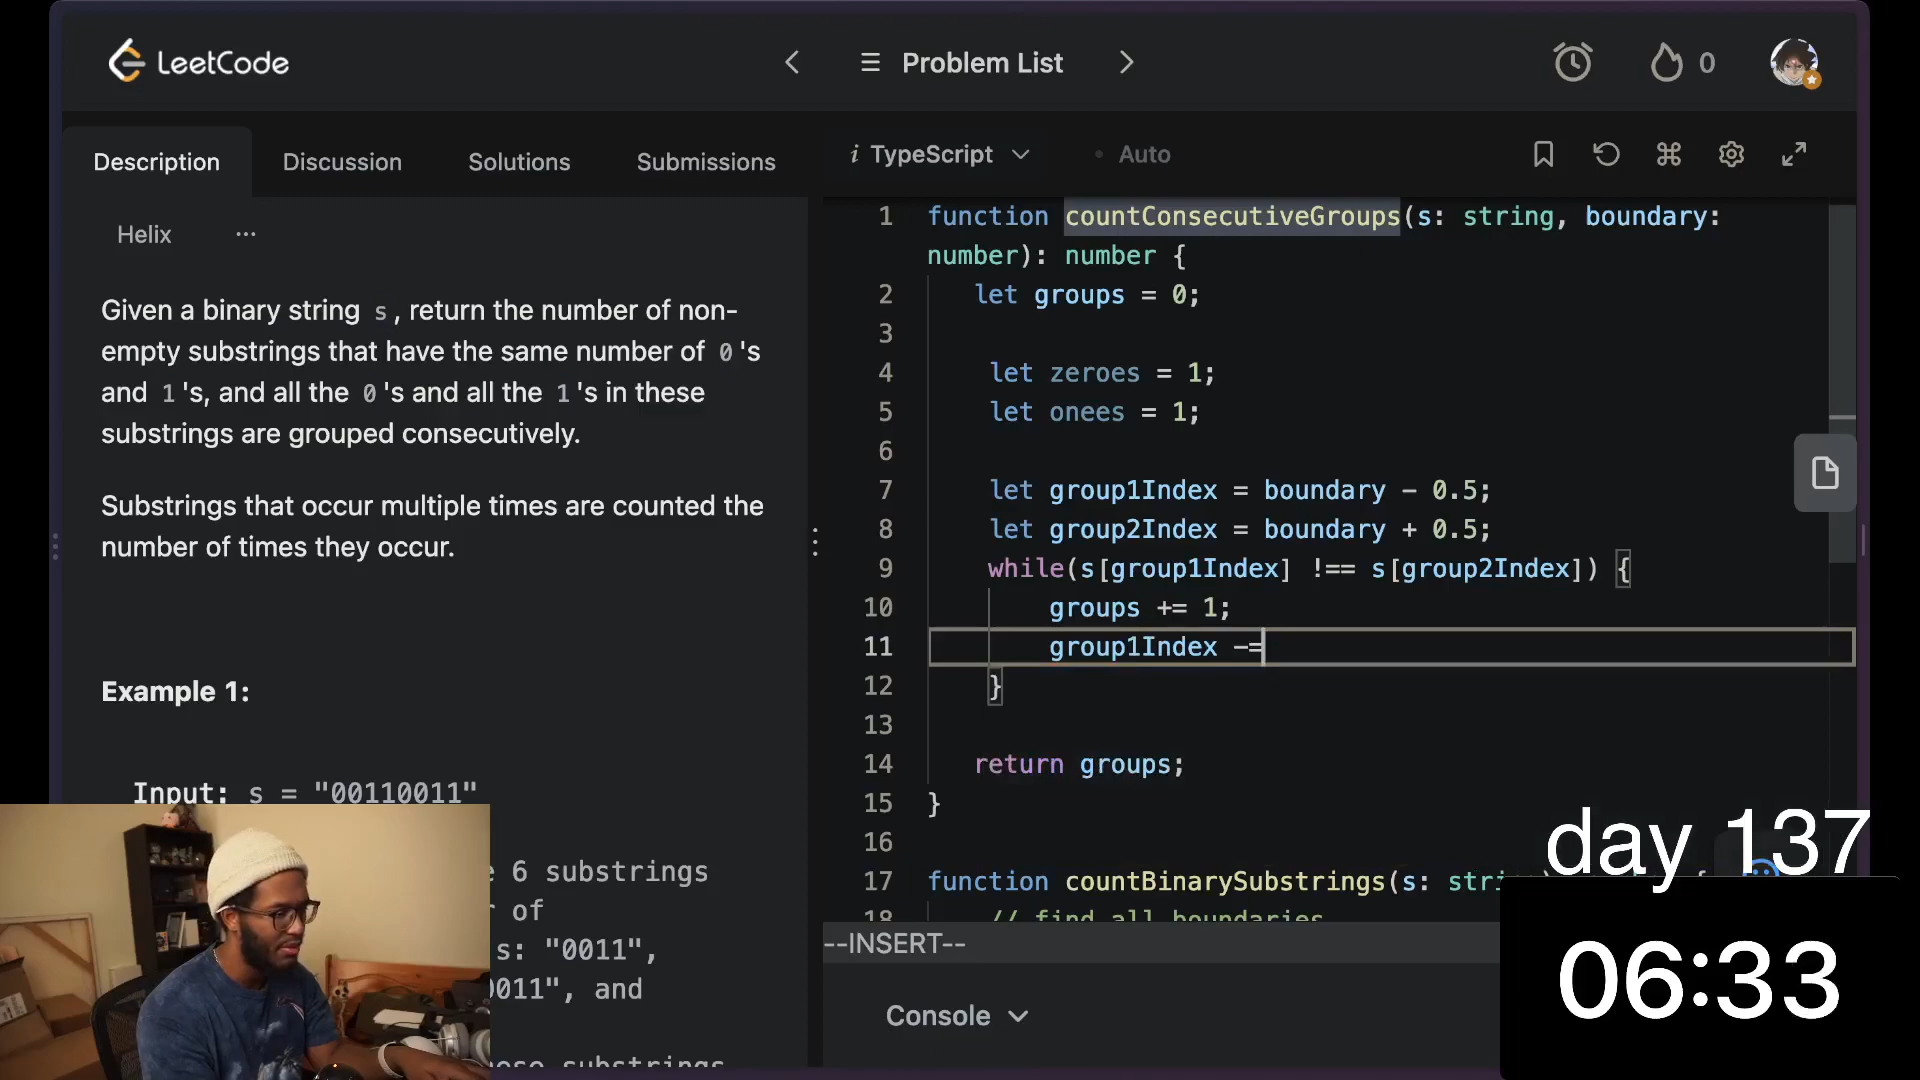 LeetCode
Problem List
0
Description
Discussion
Solutions
Submissions
i TypeScript
• Auto
Helix
...
Given a binary string s, return the number of non-
empty substrings that have the same number of 0's
and 1's, and all the 0's and all the 1's in these
substrings are grouped consecutively.
Substrings that occur multiple times are counted the
number of times they occur.
Example 1:
Input: s = "00110011"
6 substrings
of
s: "0011",
and
substrings
1 function countConsecutiveGroups(s: string, boundary:
number): number {
2 let groups = 0;
3
4 let zeroes = 1;
5 let onees = 1;
6
7 let group1Index = boundary - 0.5;
8 let group2Index = boundary + 0.5;
9 while(s[group1Index] !== s[group2Index]) {
10 groups += 1;
11 group1Index -=
12 }
13
14 return groups;
15 }
16
17 function countBinarySubstrings(s: stri
18 // find all boundaries
--INSERT--
Console
day 137
06:33